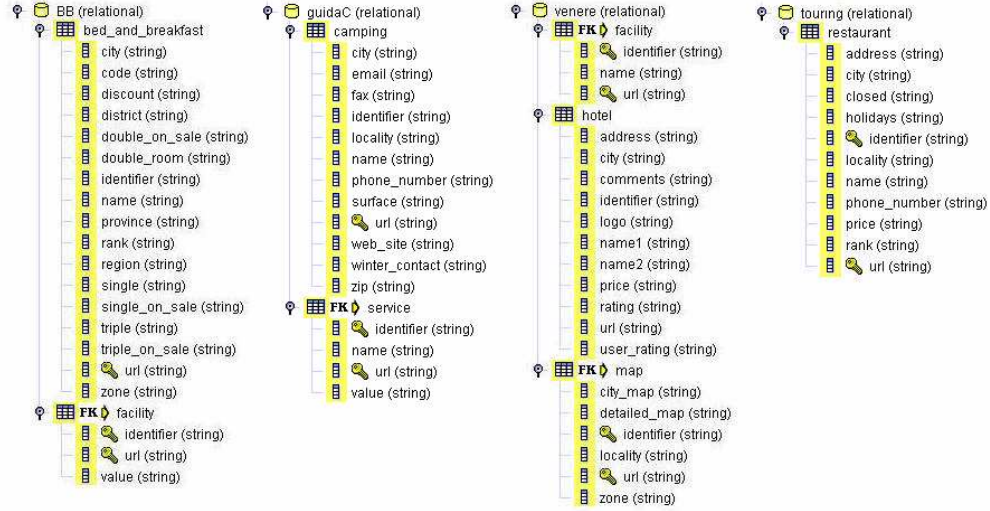 BB (relational)
bed_and_breakfast
city (string)
code (string)
discount (string)
district (string)
double_on_sale (string)
double_room (string)
identifier (string)
name (string)
province (string)
rank (string)
region (string)
single (string)
single_on_sale (string)
triple (string)
triple_on_sale (string)
url (string)
zone (string)
FK facility
identifier (string)
url (string)
value (string)
guidaC (relational)
camping
city (string)
email (string)
fax (string)
identifier (string)
locality (string)
name (string)
phone_number (string)
surface (string)
url (string)
web_site (string)
winter_contact (string)
zip (string)
FK service
identifier (string)
name (string)
url (string)
value (string)
venere (relational)
FK facility
identifier (string)
name (string)
url (string)
hotel
address (string)
city (string)
comments (string)
identifier (string)
logo (string)
name1 (string)
name2 (string)
price (string)
rating (string)
url (string)
user_rating (string)
FK map
city_map (string)
detailed_map (string)
identifier (string)
locality (string)
url (string)
zone (string)
touring (relational)
restaurant
address (string)
city (string)
closed (string)
holidays (string)
identifier (string)
locality (string)
name (string)
phone_number (string)
price (string)
rank (string)
url (string)